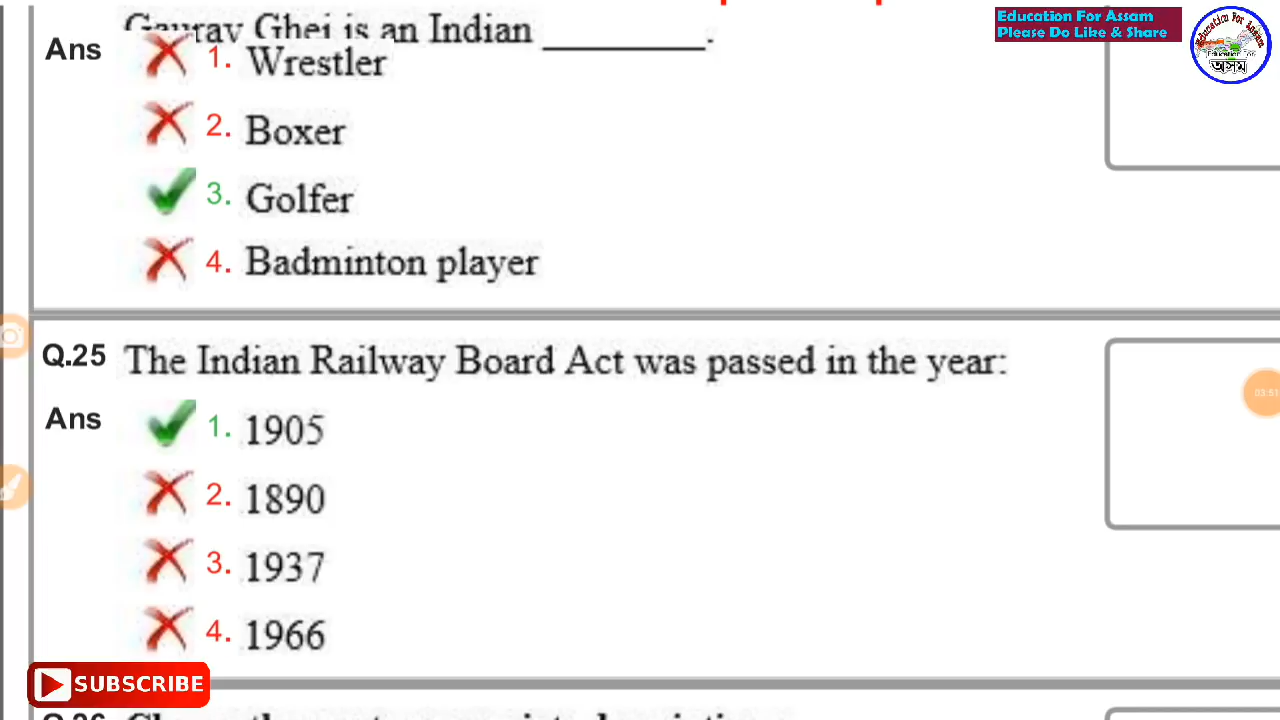 Gaurav Ghei is an Indian ________.
Education For Assam
Please Do Like & Share
Ans
1. Wrestler
2. Boxer
3. Golfer
4. Badminton player
Q.25 The Indian Railway Board Act was passed in the year:
Ans
1. 1905
2. 1890
3. 1937
4. 1966
03:51
SUBSCRIBE